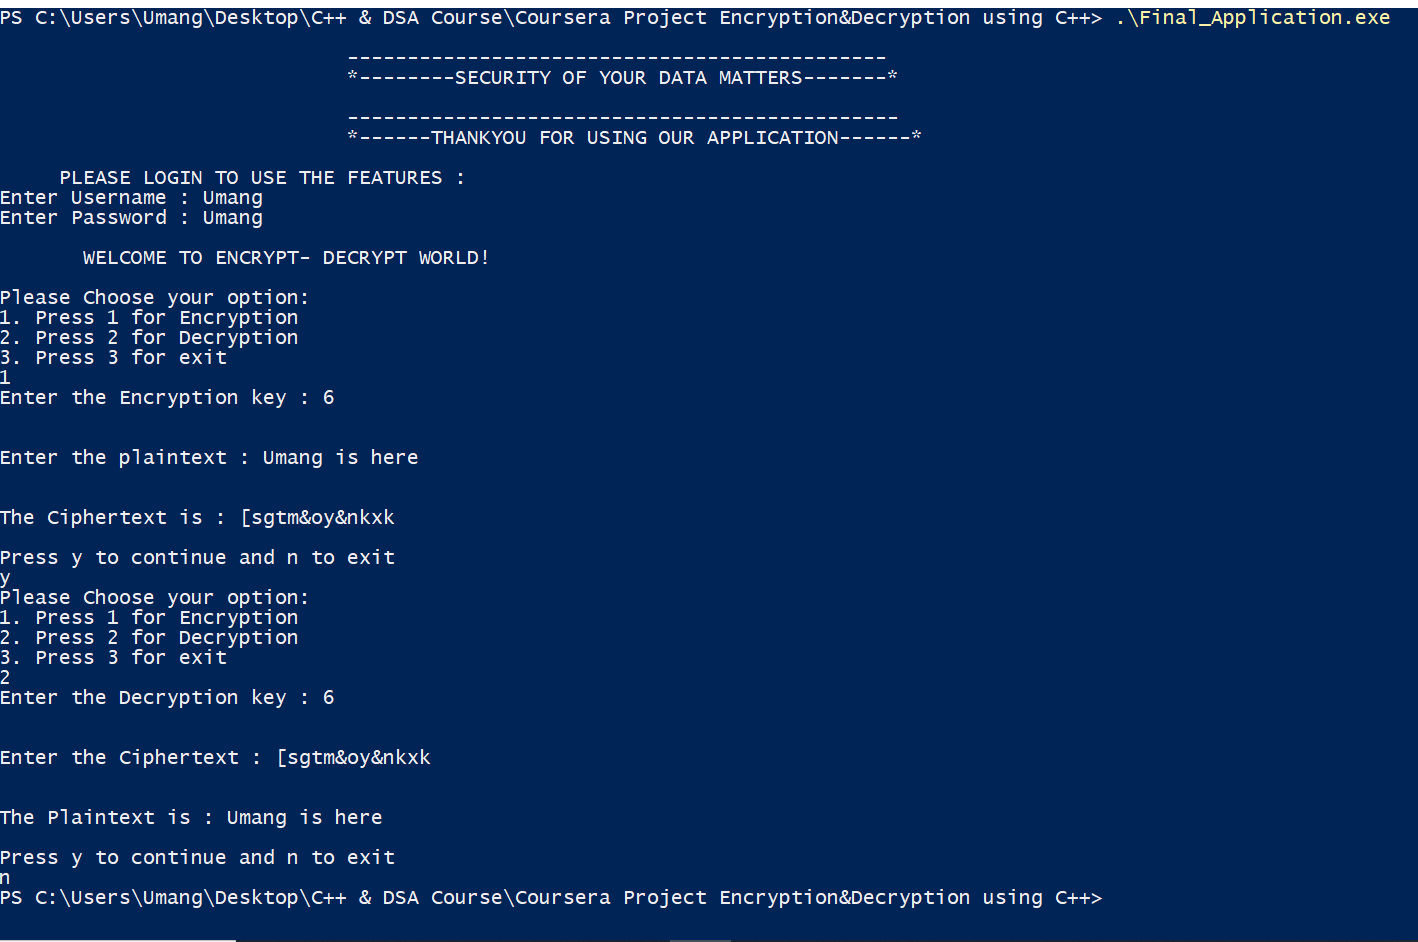 PS C:\Users\Umang\Desktop\C++ & DSA Course\Coursera Project Encryption&Decryption using C++> .\Final_Application.exe
---------------------------------------------
*--------SECURITY OF YOUR DATA MATTERS-------*
----------------------------------------------
*------THANKYOU FOR USING OUR APPLICATION------*
PLEASE LOGIN TO USE THE FEATURES :
Enter Username : Umang
Enter Password : Umang
WELCOME TO ENCRYPT- DECRYPT WORLD!
Please Choose your option:
1. Press 1 for Encryption
2. Press 2 for Decryption
3. Press 3 for exit
1
Enter the Encryption key : 6
Enter the plaintext : Umang is here
The Ciphertext is : [sgtm&oy&nkxk
Press y to continue and n to exit
y
Please Choose your option:
1. Press 1 for Encryption
2. Press 2 for Decryption
3. Press 3 for exit
2
Enter the Decryption key : 6
Enter the Ciphertext : [sgtm&oy&nkxk
The Plaintext is : Umang is here
Press y to continue and n to exit
n
PS C:\Users\Umang\Desktop\C++ & DSA Course\Coursera Project Encryption&Decryption using C++>